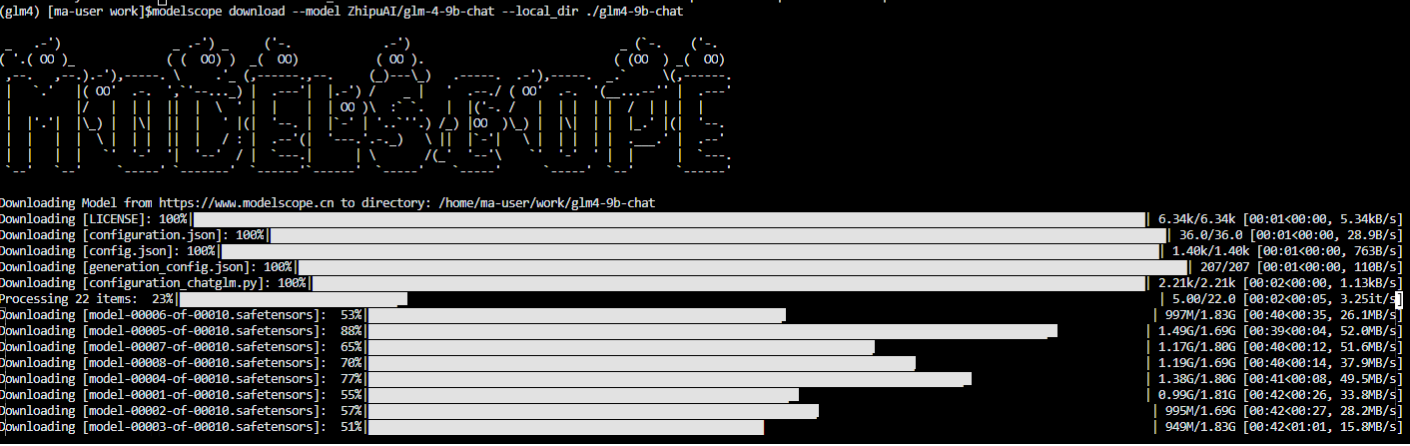 (glm4) [ma-user work]$modelscope download --model ZhipuAI/glm-4-9b-chat --local_dir ./glm4-9b-chat
MODELSCOPE
Downloading Model from https://www.modelscope.cn to directory: /home/ma-user/work/glm4-9b-chat
Downloading [LICENSE]: 100%| | 6.34k/6.34k [00:01<00:00, 5.34kB/s]
Downloading [configuration.json]: 100%| | 36.0/36.0 [00:01<00:00, 28.9B/s]
Downloading [config.json]: 100%| | 1.40k/1.40k [00:01<00:00, 763B/s]
Downloading [generation_config.json]: 100%| | 207/207 [00:01<00:00, 110B/s]
Downloading [configuration_chatglm.py]: 100%| | 2.21k/2.21k [00:02<00:00, 1.13kB/s]
Processing 22 items: 23%| | 5.00/22.0 [00:02<00:05, 3.25it/s]
Downloading [model-00006-of-00010.safetensors]: 53%| | 997M/1.83G [00:40<00:35, 26.1MB/s]
Downloading [model-00005-of-00010.safetensors]: 88%| | 1.49G/1.69G [00:39<00:04, 52.0MB/s]
Downloading [model-00007-of-00010.safetensors]: 65%| | 1.17G/1.80G [00:40<00:12, 51.6MB/s]
Downloading [model-00008-of-00010.safetensors]: 70%| | 1.19G/1.69G [00:40<00:14, 37.9MB/s]
Downloading [model-00004-of-00010.safetensors]: 77%| | 1.38G/1.80G [00:41<00:08, 49.5MB/s]
Downloading [model-00001-of-00010.safetensors]: 55%| | 0.99G/1.81G [00:42<00:26, 33.8MB/s]
Downloading [model-00002-of-00010.safetensors]: 57%| | 995M/1.69G [00:42<00:27, 28.2MB/s]
Downloading [model-00003-of-00010.safetensors]: 51%| | 949M/1.83G [00:42<01:01, 15.8MB/s]